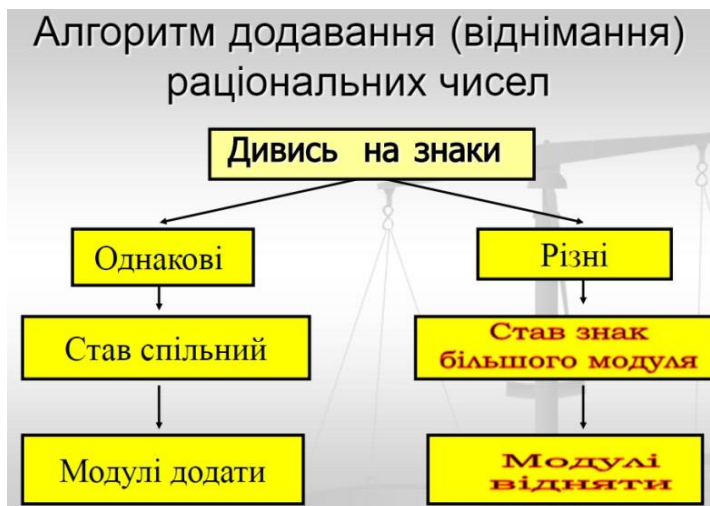 Алгоритм додавання (віднімання)
раціональних чисел
Дивись на знаки
Однакові
Різні
Став спільний
Став знак
більшого модуля
Модулі додати
Модулі
відняти